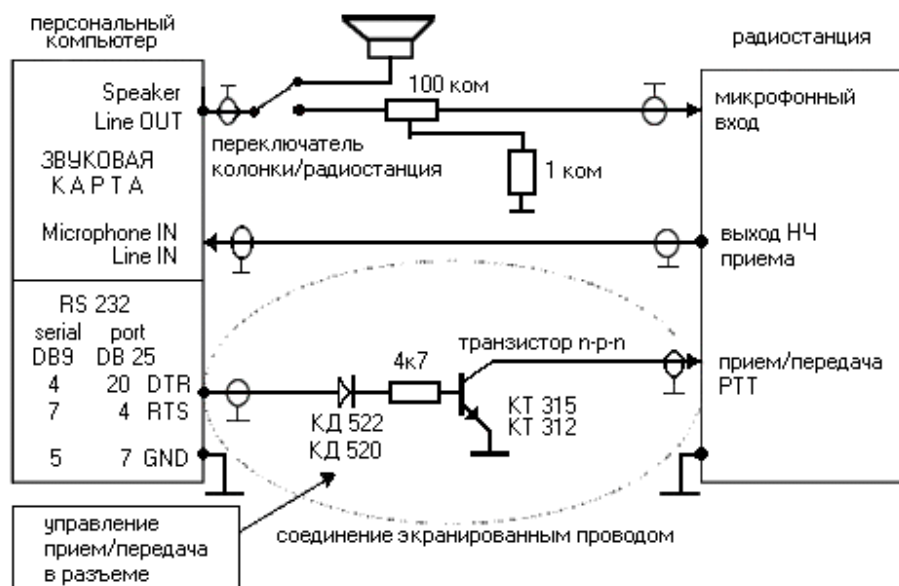 персональный
компьютер
радиостанция
Speaker
Line OUT
100 ком
микрофонный
вход
переключатель
колонки/радиостанция
1 ком
ЗВУКОВАЯ
КАРТА
Microphone IN
Line IN
выход НЧ
приема
RS 232
serial port
DB9 DB 25
4 20 DTR
7 4 RTS
5 7 GND
4к7
транзистор n-p-n
КД 522
КД 520
КТ 315
КТ 312
прием/передача
РТТ
управление
прием/передача
в разъеме
соединение экранированным проводом